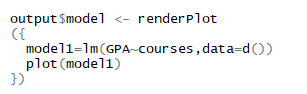 output$model <- renderPlot
({
  model1=lm(GPA~courses,data=d())
  plot(model1)
})